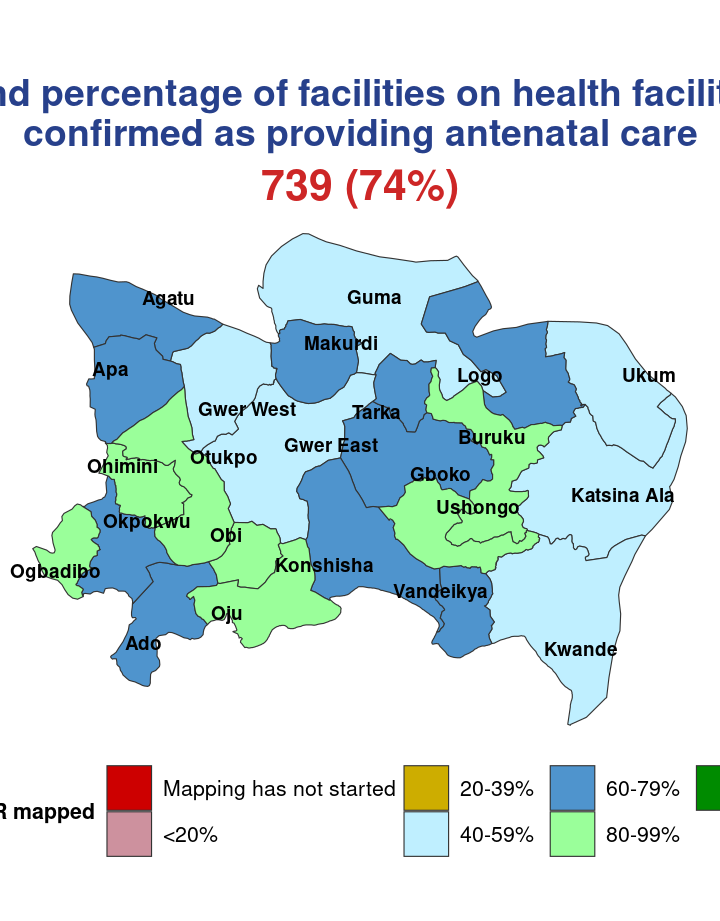 nd percentage of facilities on health facilit
confirmed as providing antenatal care
739 (74%)
Agatu
Guma
Makurdi
Apa
Logo
Ukum
Gwer West
Tarka
Gwer East
Buruku
Otukpo
Ohimini
Gboko
Katsina Ala
Ushongo
Okpokwu
Obi
Ogbadibo
Konshisha
Vandeikya
Oju
Ado
Kwande
R mapped
Mapping has not started
20-39%
60-79%
<20%
40-59%
80-99%